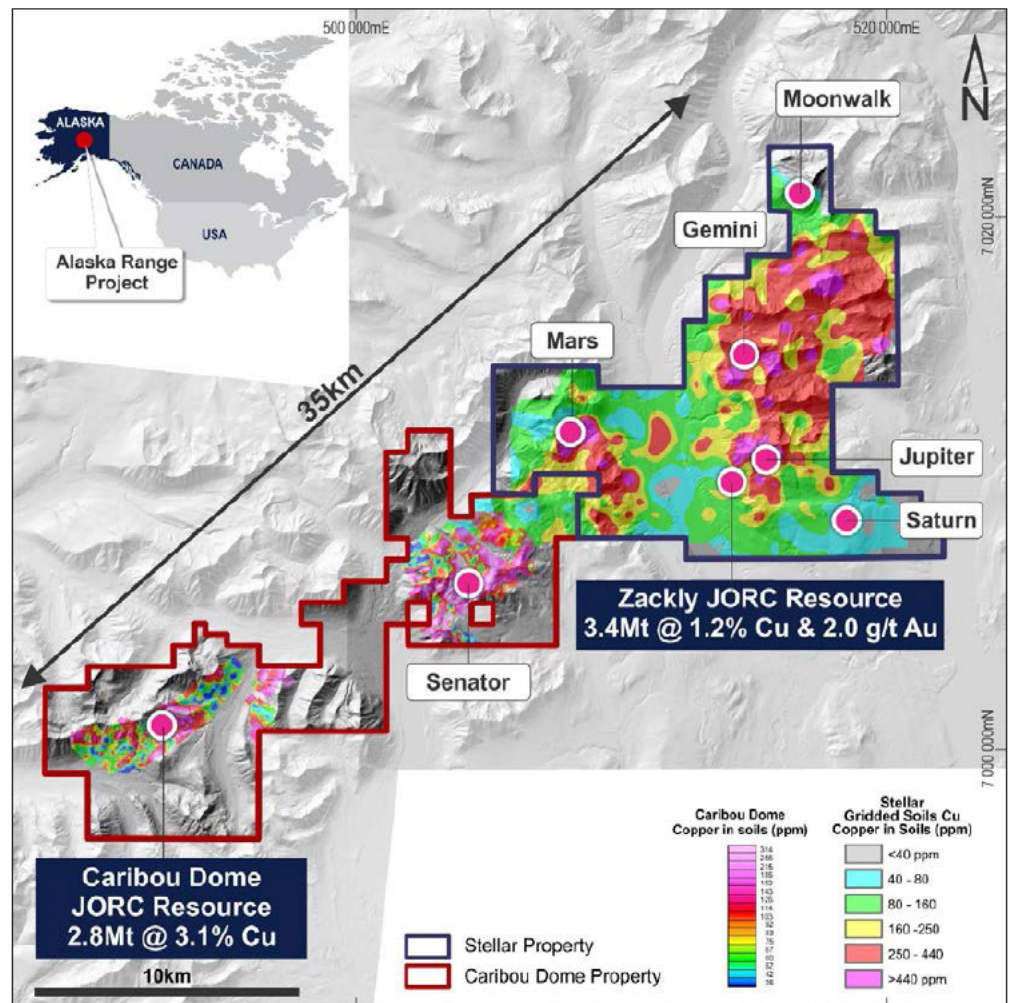 500 000mE
520 000mE
N
Moonwalk
ALASKA
CANADA
USA
Alaska Range
Project
Gemini
7 020 000mN
Mars
35km
Jupiter
Saturn
Zackly JORC Resource
3.4Mt @ 1.2% Cu & 2.0 g/t Au
Senator
7 000 000mN
Caribou Dome
JORC Resource
2.8Mt @ 3.1% Cu
10km
Stellar Property
Caribou Dome Property
Caribou Dome
Copper in soils (ppm)
Stellar
Gridded Soils Cu
Copper in Soils (ppm)
<40 ppm
40 - 80
80 - 160
160 -250
250 - 440
>440 ppm